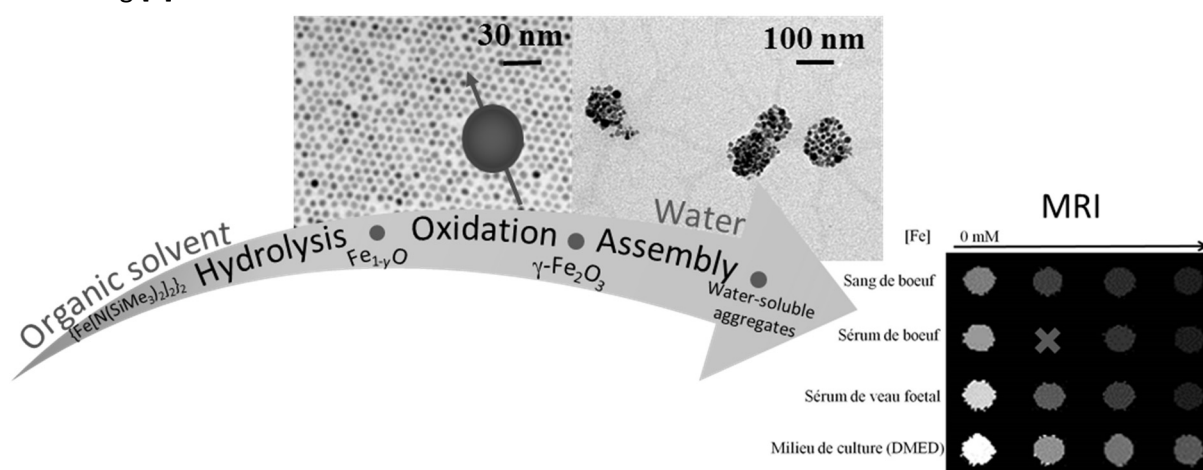 30 nm
100 nm
Organic solvent
{Fe[N(SiMe3)2]2}2
Hydrolysis
Fe1-yO
Oxidation
γ-Fe2O3
Water
Assembly
Water-soluble
aggregates
MRI
[Fe] 0 mM
Sang de boeuf
Sérum de boeuf
Sérum de veau foetal
Milieu de culture (DMED)